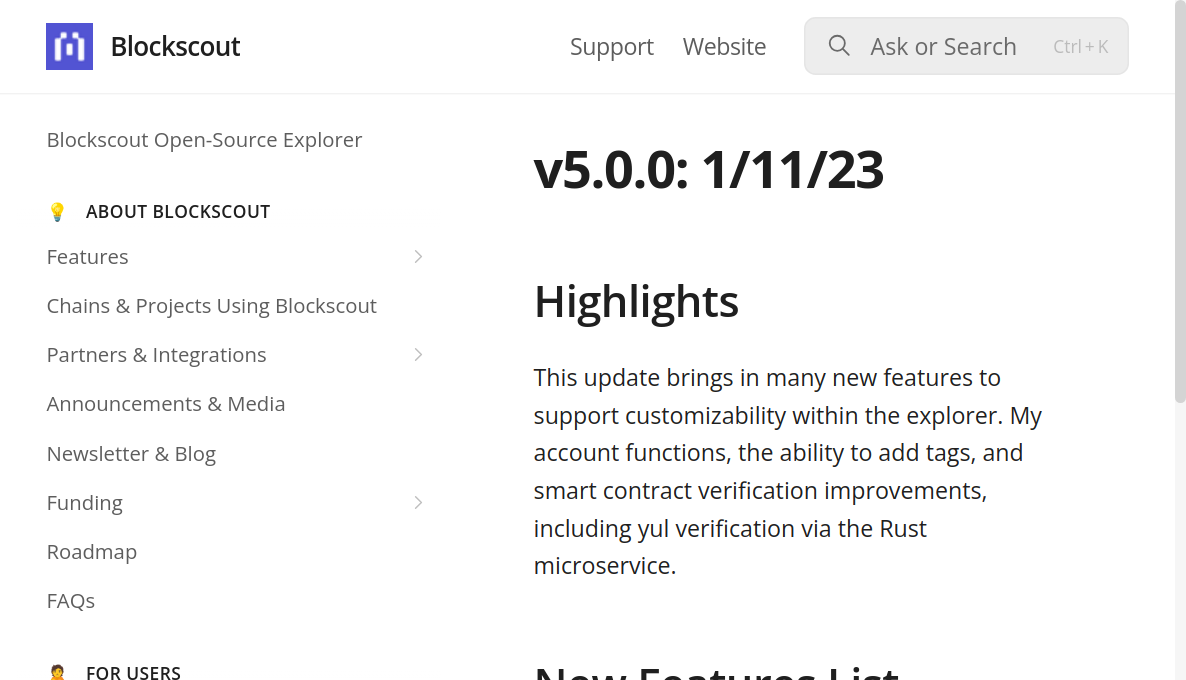 Blockscout
Support
Website
Ask or Search
Ctrl + K
Blockscout Open-Source Explorer
ABOUT BLOCKSCOUT
Features
Chains & Projects Using Blockscout
Partners & Integrations
Announcements & Media
Newsletter & Blog
Funding
Roadmap
FAQs
FOR USERS
v5.0.0: 1/11/23
Highlights
This update brings in many new features to
support customizability within the explorer. My
account functions, the ability to add tags, and
smart contract verification improvements,
including yul verification via the Rust
microservice.
New Features List